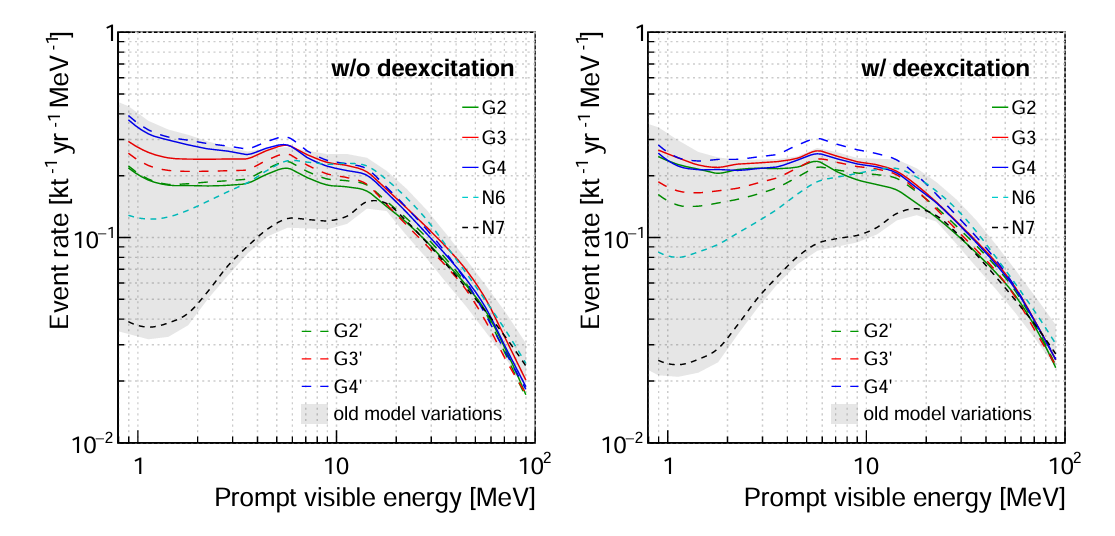 w/o deexcitation
G2
G3
G4
N6
N7
G2'
G3'
G4'
old model variations
1
10⁻¹
10⁻²
Event rate [kt⁻¹ yr⁻¹ MeV⁻¹]
1
10
10²
Prompt visible energy [MeV]
w/ deexcitation
G2
G3
G4
N6
N7
G2'
G3'
G4'
old model variations
1
10⁻¹
10⁻²
Event rate [kt⁻¹ yr⁻¹ MeV⁻¹]
1
10
10²
Prompt visible energy [MeV]